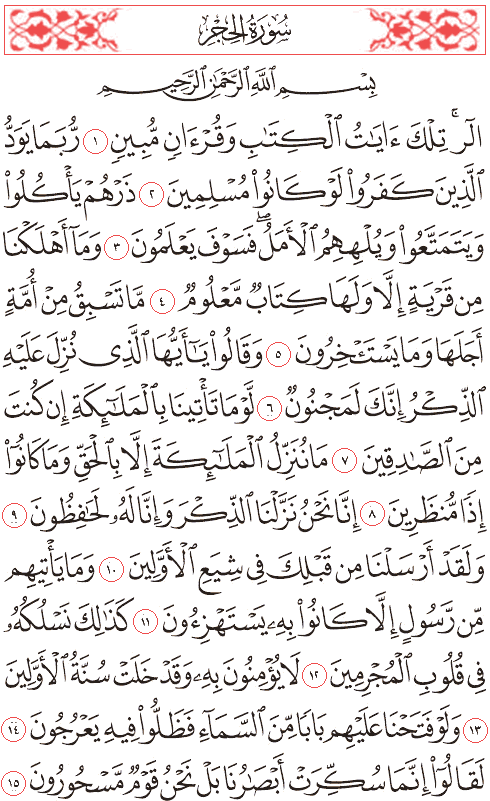 سُورَةُ الحِجْرِ
بِسْمِ ٱللَّهِ ٱلرَّحْمَٰنِ ٱلرَّحِيمِ
الٓرۚ تِلْكَ ءَايَٰتُ ٱلْكِتَٰبِ وَقُرْءَانٍ مُّبِينٍ ١ رُّبَمَا يَوَدُّ
ٱلَّذِينَ كَفَرُوا۟ لَوْ كَانُوا۟ مُسْلِمِينَ ٢ ذَرْهُمْ يَأْكُلُوا۟
وَيَتَمَتَّعُوا۟ وَيُلْهِهِمُ ٱلْأَمَلُۖ فَسَوْفَ يَعْلَمُونَ ٣ وَمَآ أَهْلَكْنَا
مِن قَرْيَةٍ إِلَّا وَلَهَا كِتَابٌ مَّعْلُومٌ ٤ مَّا تَسْبِقُ مِنْ أُمَّةٍ
أَجَلَهَا وَمَا يَسْتَـْٔخِرُونَ ٥ وَقَالُوا۟ يَٰٓأَيُّهَا ٱلَّذِى نُزِّلَ عَلَيْهِ
ٱلذِّكْرُ إِنَّكَ لَمَجْنُونٌ ٦ لَّوْ مَا تَأْتِينَا بِٱلْمَلَٰٓئِكَةِ إِن كُنتَ
مِنَ ٱلصَّٰدِقِينَ ٧ مَا نُنَزِّلُ ٱلْمَلَٰٓئِكَةَ إِلَّا بِٱلْحَقِّ وَمَا كَانُوٓا۟
إِذًا مُّنظَرِينَ ٨ إِنَّا نَحْنُ نَزَّلْنَا ٱلذِّكْرَ وَإِنَّا لَهُۥ لَحَٰفِظُونَ ٩
وَلَقَدْ أَرْسَلْنَا مِن قَبْلِكَ فِى شِيَعِ ٱلْأَوَّلِينَ ١٠ وَمَا يَأْتِيهِم
مِّن رَّسُولٍ إِلَّا كَانُوا۟ بِهِۦ يَسْتَهْزِءُونَ ١١ كَذَٰلِكَ نَسْلُكُهُۥ
فِى قُلُوبِ ٱلْمُجْرِمِينَ ١٢ لَا يُؤْمِنُونَ بِهِۦ وَقَدْ خَلَتْ سُنَّةُ ٱلْأَوَّلِينَ
١٣ وَلَوْ فَتَحْنَا عَلَيْهِم بَابًا مِّنَ ٱلسَّمَآءِ فَظَلُّوا۟ فِيهِ يَعْرُجُونَ ١٤
لَقَالُوٓا۟ إِنَّمَا سُكِّرَتْ أَبْصَٰرُنَا بَلْ نَحْنُ قَوْمٌ مَّسْحُورُونَ ١٥